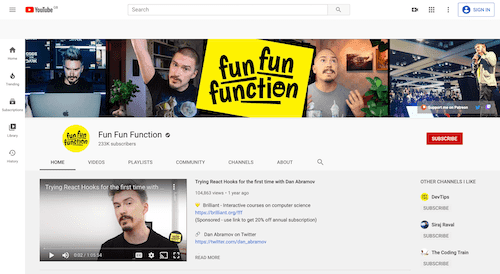 YouTube
Search
SIGN IN
Home
Trending
Subscriptions
Library
History
fun fun
function
Support me on Patreon
fun fun
function
Fun Fun Function
233K subscribers
SUBSCRIBE
HOME
VIDEOS
PLAYLISTS
COMMUNITY
CHANNELS
ABOUT
Trying React Hooks for the first time with ...
0:02 / 1:03:54
Trying React Hooks for the first time with Dan Abramov
104,863 views • 1 year ago
Brilliant - Interactive courses on computer science
https://brilliant.org/fff
(Sponsored - use link to get 20% off annual subscription)
Dan Abramov on Twitter
https://twitter.com/dan_abramov
READ MORE
OTHER CHANNELS I LIKE
DevTips
SUBSCRIBE
Siraj Raval
SUBSCRIBE
The Coding Train
SUBSCRIBE